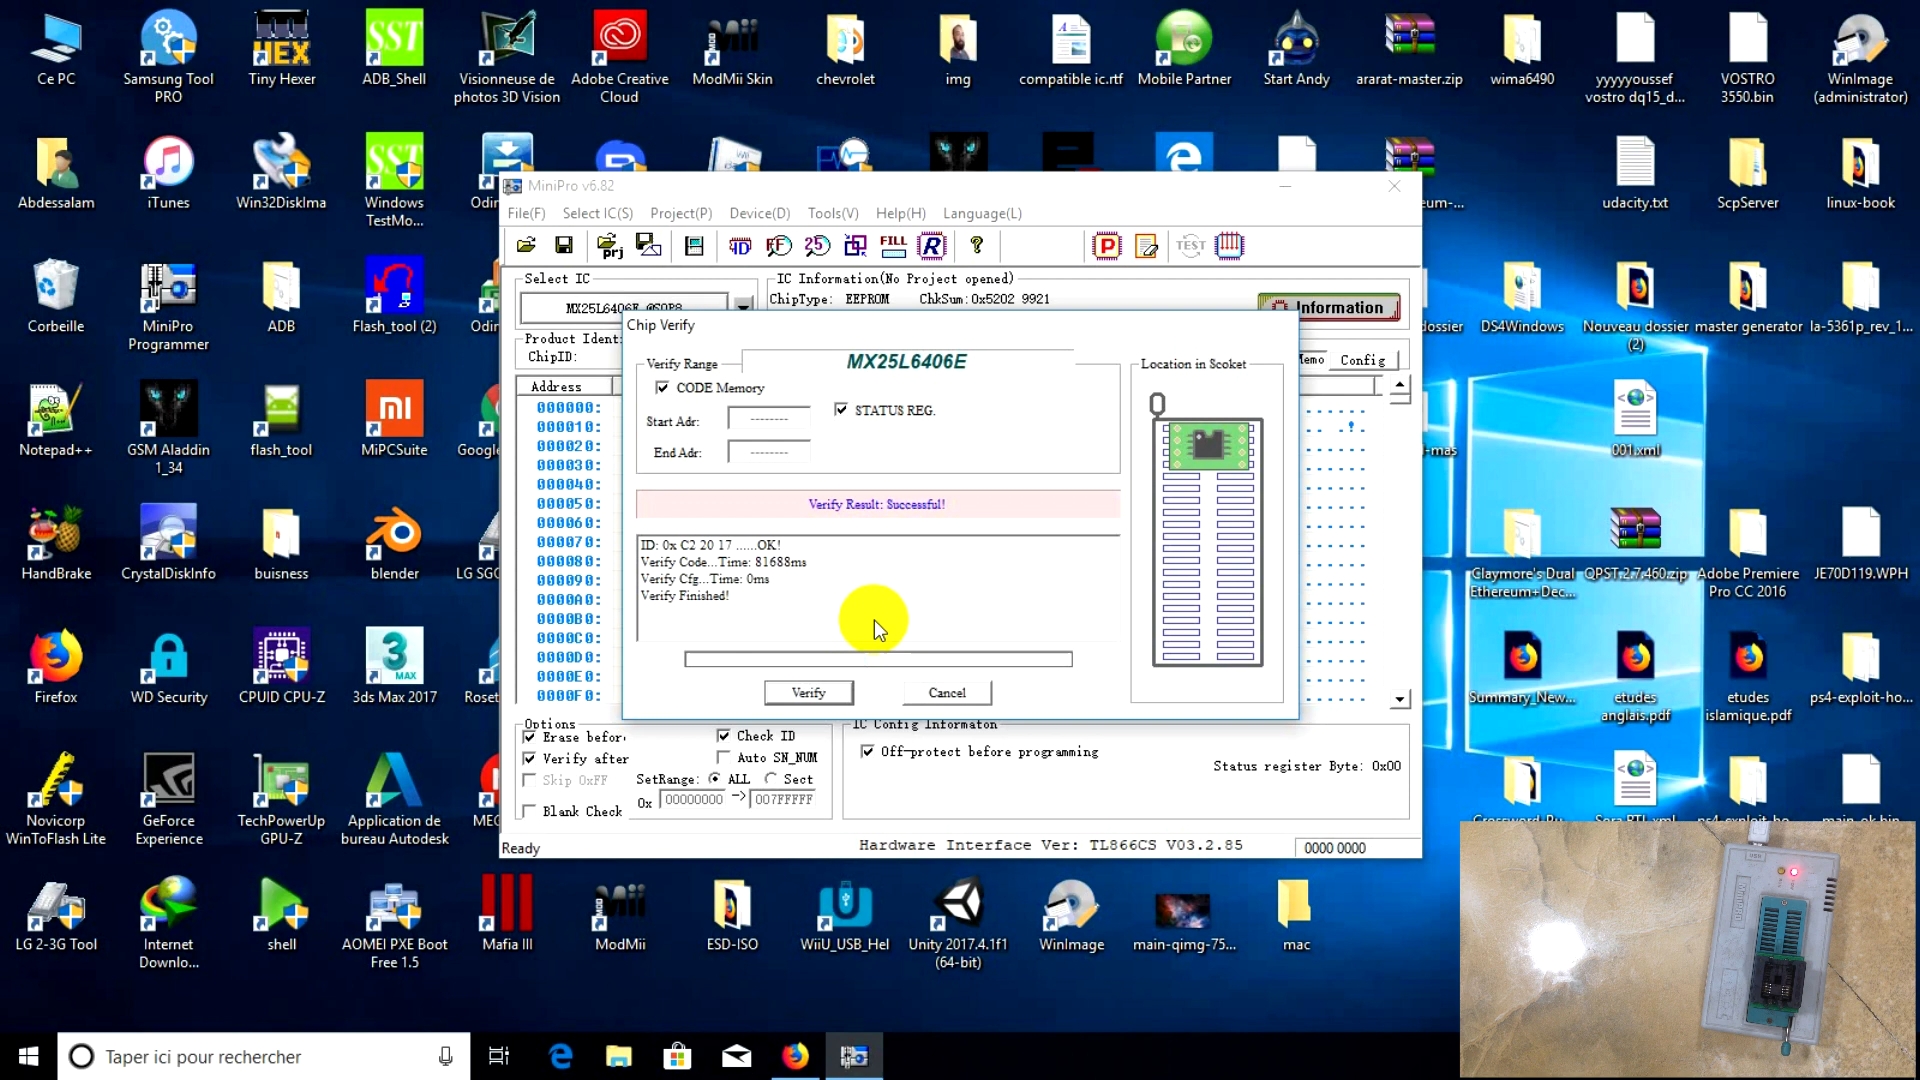 Ce PC
Samsung Tool PRO
Tiny Hexer
ADB_Shell
Visionneuse de photos 3D Vision
Adobe Creative Cloud
ModMii Skin
chevrolet
img
compatible ic.rtf
Mobile Partner
Start Andy
ararat-master.zip
wima6490
yyyyyoussef vostro dq15_d...
VOSTRO 3550.bin
WinImage (administrator)
Abdessalam
iTunes
Win32DiskIma
Windows TestMo...
udacity.txt
ScpServer
linux-book
MiniPro v6.82
File(F) Select IC(S) Project(P) Device(D) Tools(V) Help(H) Language(L)
Select IC
IC Information(No Project opened)
ChipType: EEPROM ChkSum:0x5202 9921
Information
Corbeille
MiniPro Programmer
ADB
Flash_tool (2)
DS4Windows
Nouveau dossier (2)
master generator
la-5361p_rev_1...
ChipID:
Config
Address
Chip Verify
Verify Range
MX25L6406E
Location in Scoket
CODE Memory
STATUS REG.
Start Adr: --------
End Adr: --------
Verify Result: Successful!
ID: 0x C2 20 17 ......OK!
Verify Code...Time: 81688ms
Verify Cfg...Time: 0ms
Verify Finished!
Verify
Cancel
000000:
000010:
000020:
000030:
000040:
000050:
000060:
000070:
000080:
000090:
0000A0:
0000B0:
0000C0:
0000D0:
0000E0:
0000F0:
Notepad++
GSM Aladdin 1_34
flash_tool
MiPCSuite
001.xml
HandBrake
CrystalDiskInfo
buisness
blender
Claymore's Dual Ethereum+Dec...
QPST.2.7.460.zip
Adobe Premiere Pro CC 2016
JE70D119.WPH
Firefox
WD Security
CPUID CPU-Z
3ds Max 2017
Summary_New...
etudes anglais.pdf
etudes islamique.pdf
ps4-exploit-ho...
Options
Check ID
Verify after
Auto SN_NUM
Skip 0xFF
SetRange: ALL Sect
0x 00000000 -> 007FFFFF
Blank Check
IC Config Informaton
Off-protect before programming
Status register Byte: 0x00
Ready
Hardware Interface Ver: TL866CS V03.2.85
0000 0000
Novicorp WinToFlash Lite
GeForce Experience
TechPowerUp GPU-Z
Application de bureau Autodesk
LG 2-3G Tool
Internet Downlo...
shell
AOMEI PXE Boot Free 1.5
Mafia III
ModMii
ESD-ISO
WiiU_USB_Hel
Unity 2017.4.1f1 (64-bit)
WinImage
main-qimg-75...
mac
Taper ici pour rechercher